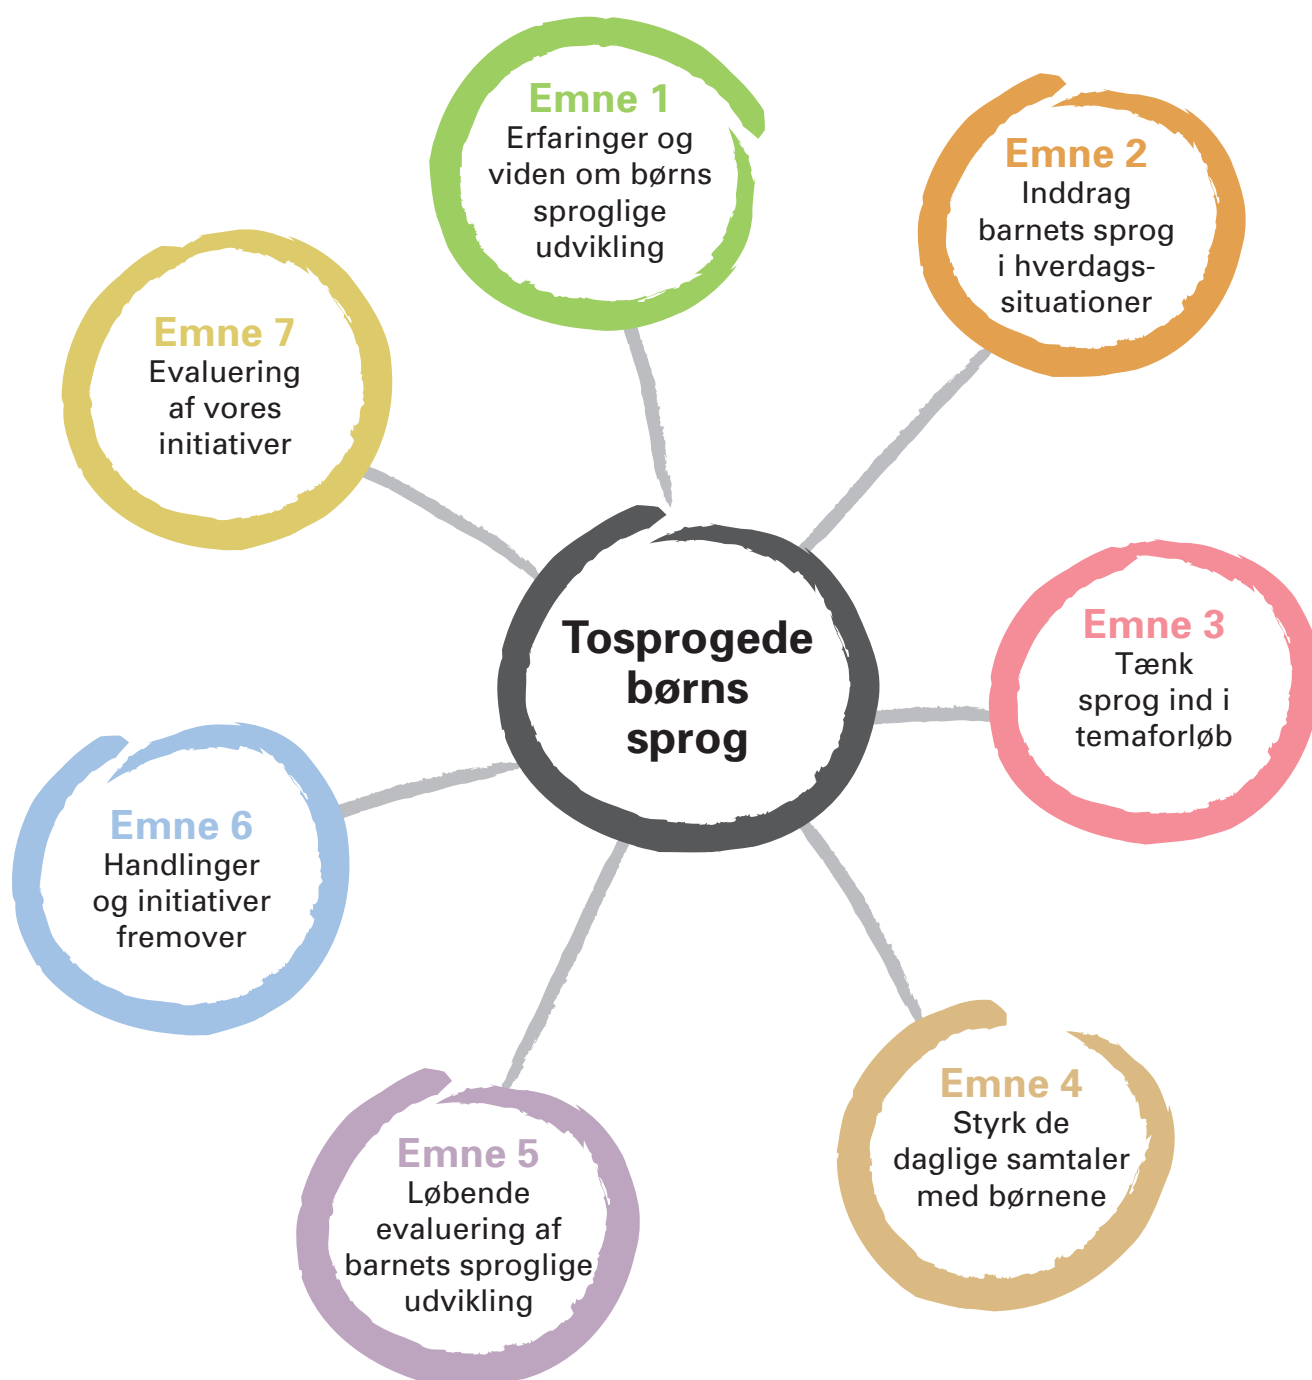 Emne 1
Erfaringer og
viden om børns
sproglige
udvikling
Emne 2
Inddrag
barnets sprog
i hverdags-
situationer
Emne 3
Tænk
sprog ind i
temaforløb
Emne 4
Styrk de
daglige samtaler
med børnene
Emne 5
Løbende
evaluering af
barnets sproglige
udvikling
Emne 6
Handlinger
og initiativer
fremover
Emne 7
Evaluering
af vores
initiativer
Tosprogede
børns
sprog